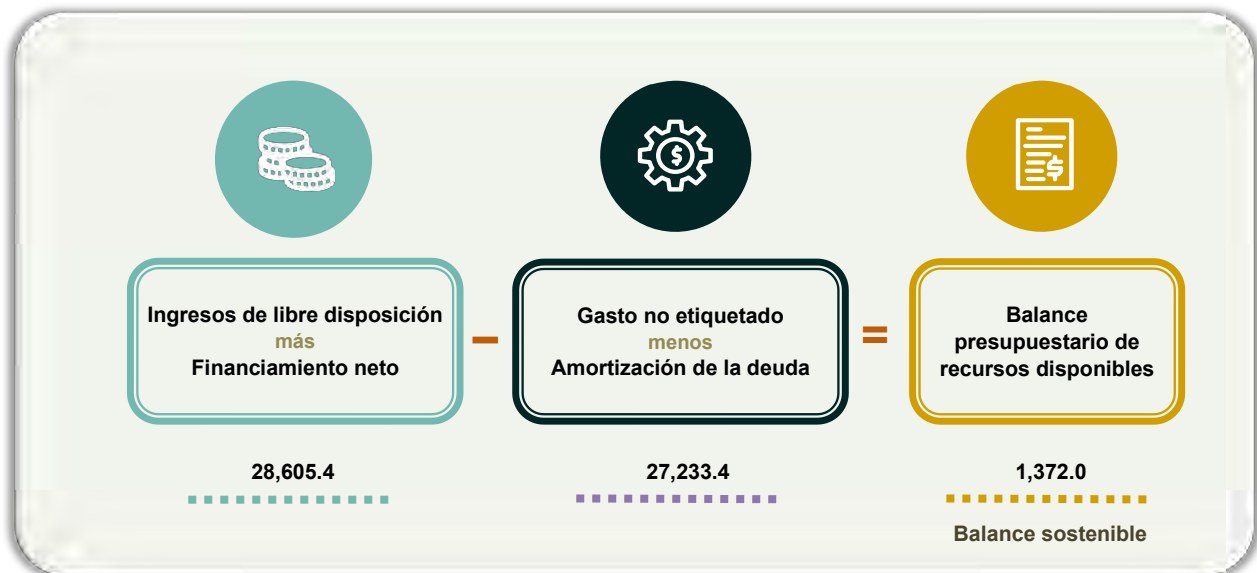 Ingresos de libre disposición
más
Financiamiento neto
−
Gasto no etiquetado
menos
Amortización de la deuda
=
Balance
presupuestario de
recursos disponibles
28,605.4
27,233.4
1,372.0
Balance sostenible